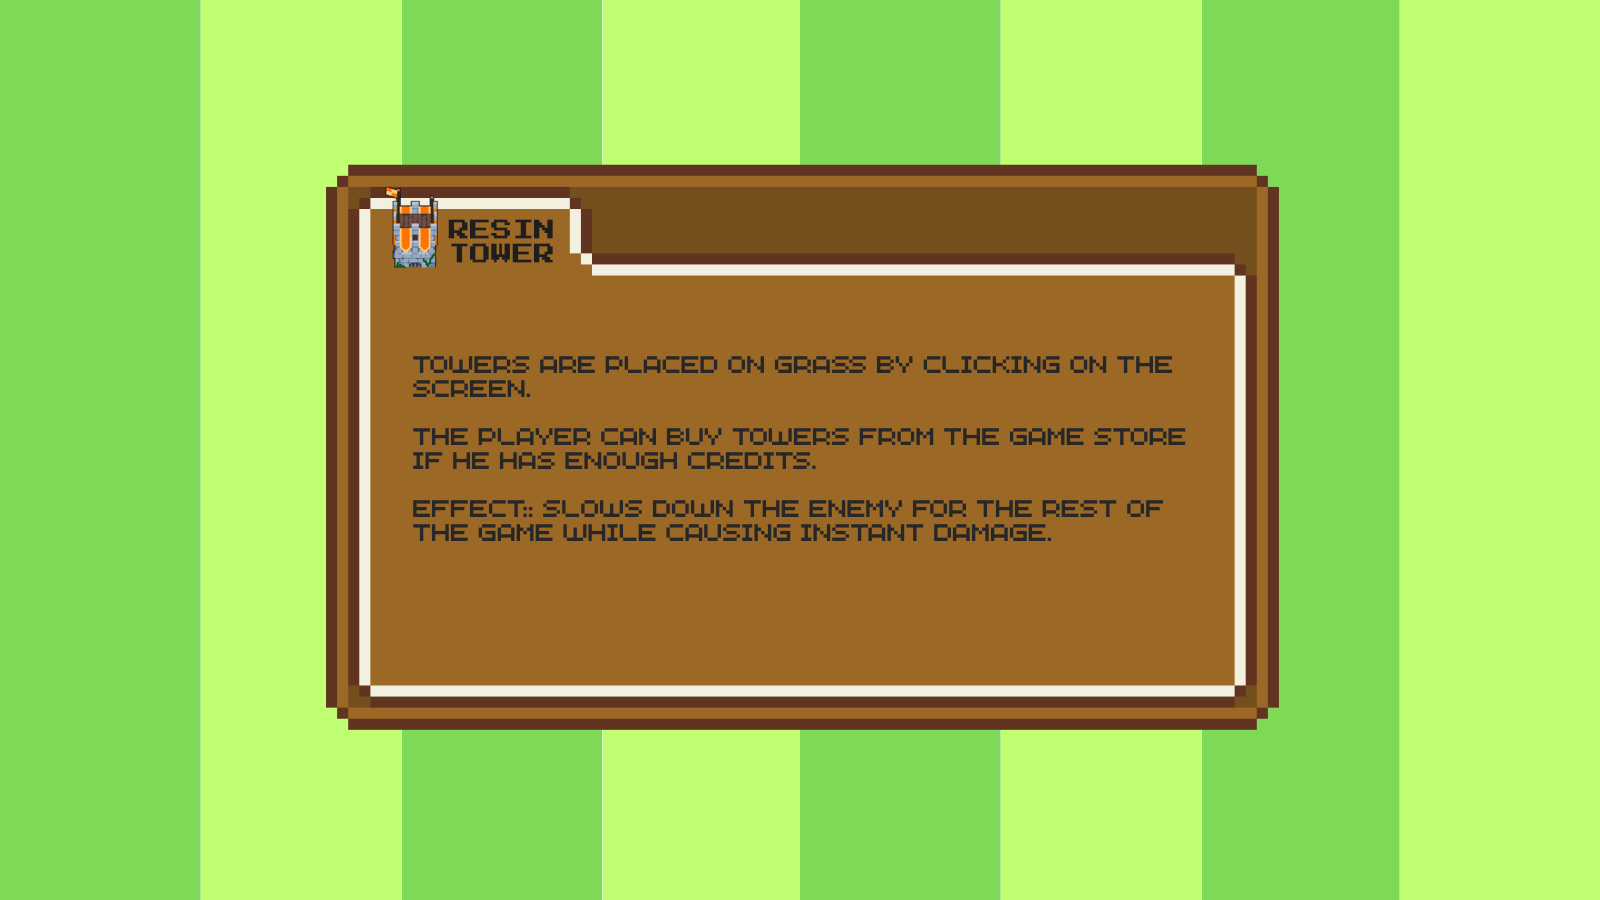 RESIN
TOWER
TOWERS ARE PLACED ON GRASS BY CLICKING ON THE
SCREEN.
THE PLAYER CAN BUY TOWERS FROM THE GAME STORE
IF HE HAS ENOUGH CREDITS.
EFFECT:: SLOWS DOWN THE ENEMY FOR THE REST OF
THE GAME WHILE CAUSING INSTANT DAMAGE.